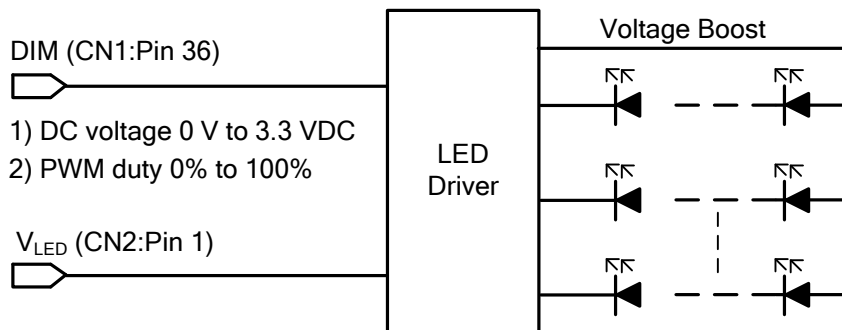 Voltage Boost
DIM (CN1:Pin 36)
1) DC voltage 0 V to 3.3 VDC
2) PWM duty 0% to 100%
LED
Driver
VLED (CN2:Pin 1)